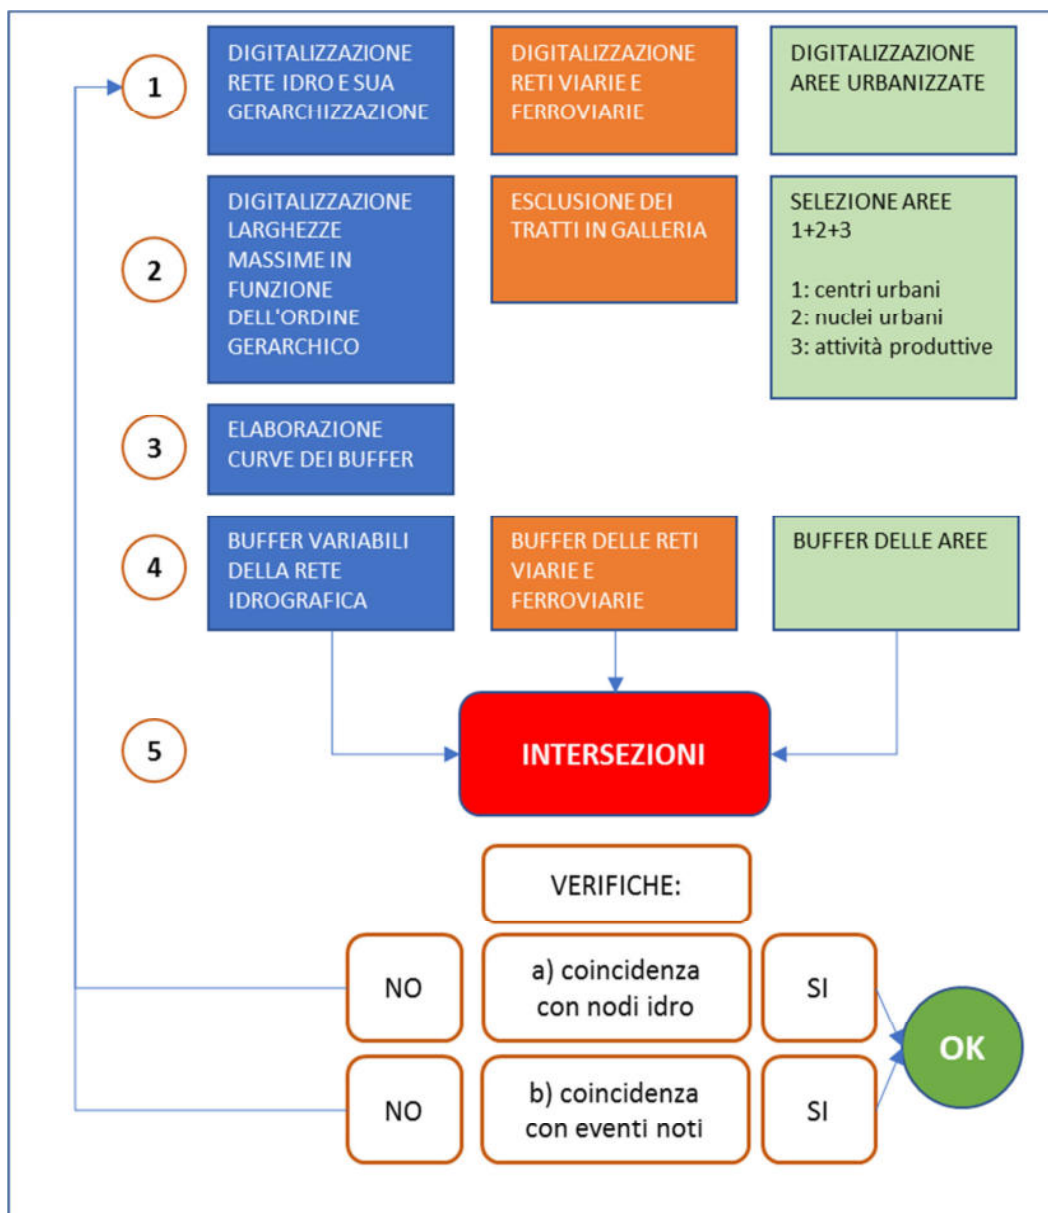 1
DIGITALIZZAZIONE
RETE IDRO E SUA
GERARCHIZZAZIONE
DIGITALIZZAZIONE
RETI VIARIE E
FERROVIARIE
DIGITALIZZAZIONE
AREE URBANIZZATE
2
DIGITALIZZAZIONE
LARGHEZZE
MASSIME IN
FUNZIONE
DELL'ORDINE
GERARCHICO
ESCLUSIONE DEI
TRATTI IN GALLERIA
SELEZIONE AREE
1+2+3
1: centri urbani
2: nuclei urbani
3: attività produttive
3
ELABORAZIONE
CURVE DEI BUFFER
4
BUFFER VARIABILI
DELLA RETE
IDROGRAFICA
BUFFER DELLE RETI
VIARIE E
FERROVIARIE
BUFFER DELLE AREE
5
INTERSEZIONI
VERIFICHE:
NO
a) coincidenza
con nodi idro
SI
OK
NO
b) coincidenza
con eventi noti
SI